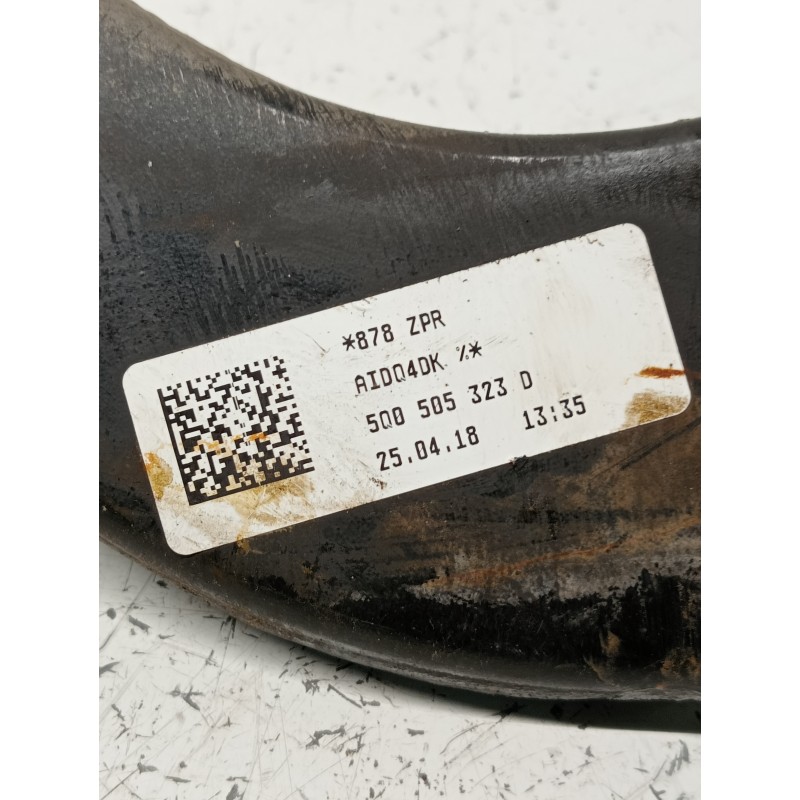 *878 ZPR
AIDQ4DK %*
5Q0 505 323 D
25.04.18 13:35